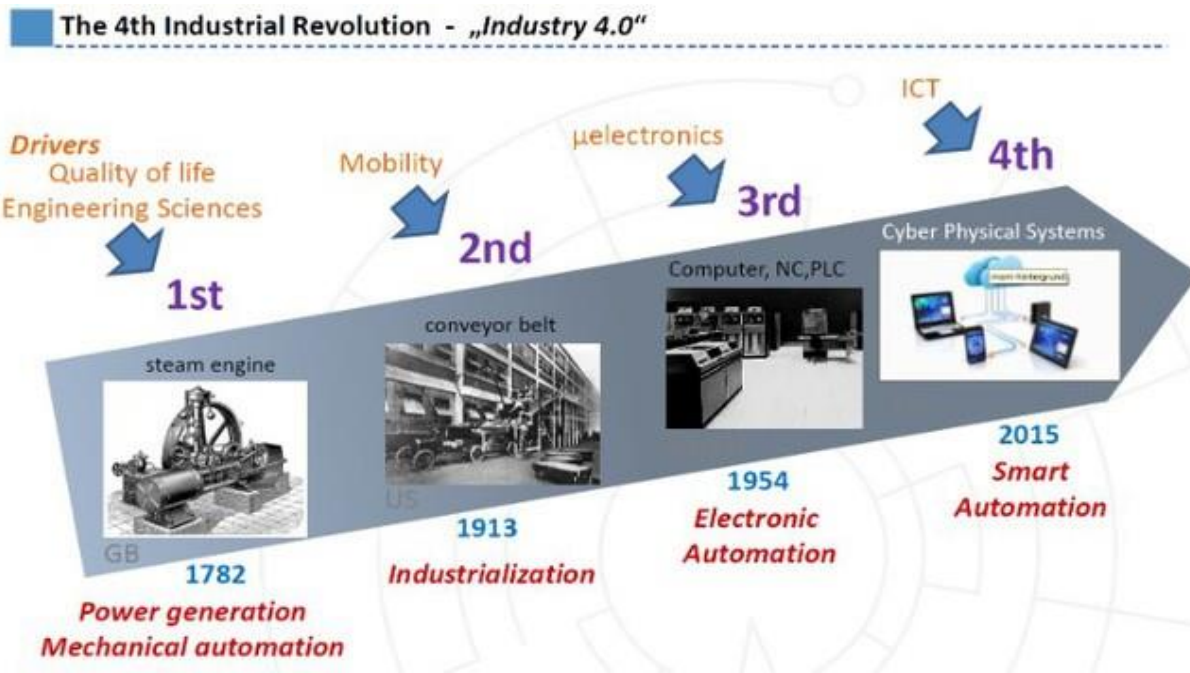 The 4th Industrial Revolution - „Industry 4.0“
Drivers
Quality of life
Engineering Sciences
1st
steam engine
GB
1782
Power generation
Mechanical automation
Mobility
2nd
conveyor belt
US
1913
Industrialization
µelectronics
3rd
Computer, NC,PLC
1954
Electronic
Automation
ICT
4th
Cyber Physical Systems
2015
Smart
Automation